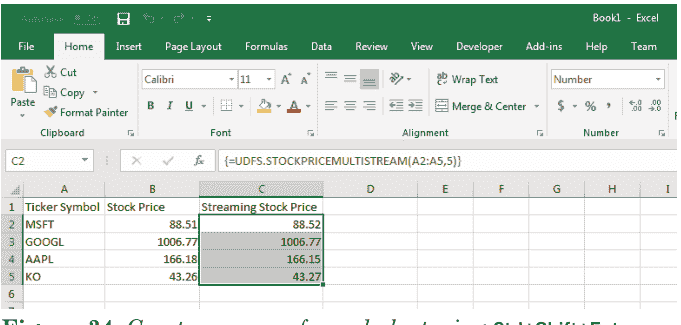 Book1 - Excel
File Home Insert Page Layout Formulas Data Review View Developer Add-ins Help Team
Cut
Copy
Format Painter
Paste
Calibri 11 A A
B I U A
Wrap Text
Merge & Center
Number
$ % ,
Clipboard Font Alignment Number
C2 fx {=UDFS.STOCKPRICEMULTISTREAM(A2:A5,5)}
A B C D E F G H I
1 Ticker Symbol Stock Price Streaming Stock Price
2 MSFT 88.51 88.52
3 GOOGL 1006.77 1006.77
4 AAPL 166.18 166.15
5 KO 43.26 43.27
6